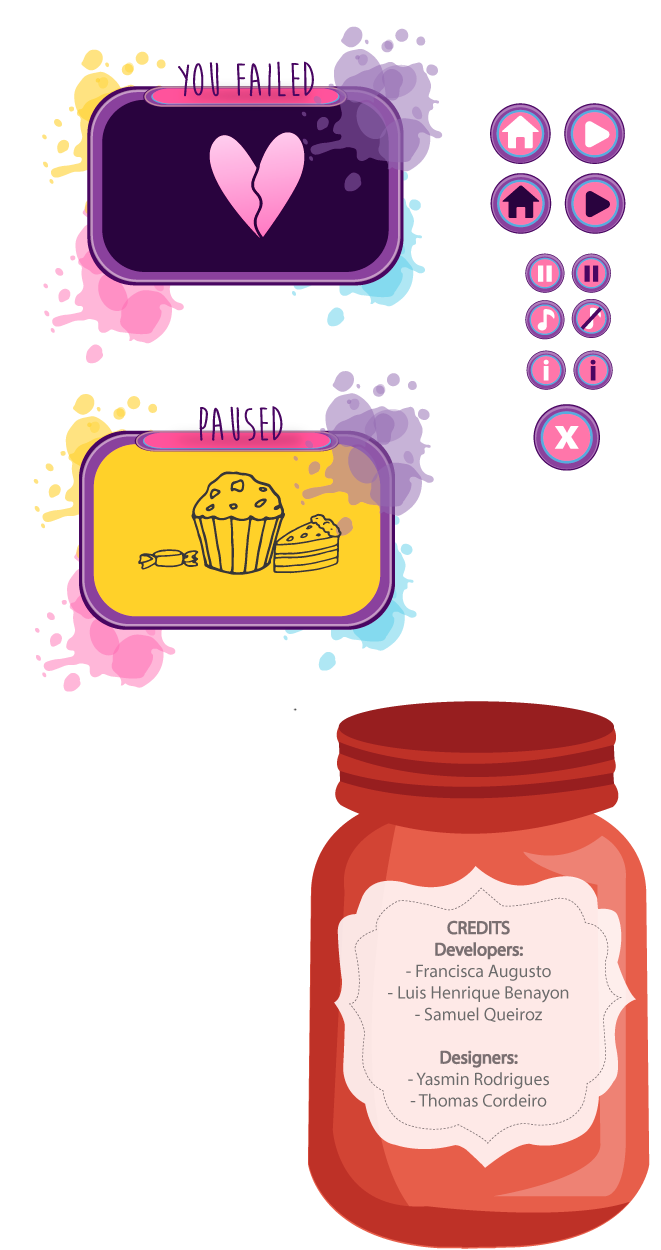 YOU FAILED
i i
X
PAUSED
CREDITS
Developers:
- Francisca Augusto
- Luis Henrique Benayon
- Samuel Queiroz
Designers:
- Yasmin Rodrigues
- Thomas Cordeiro